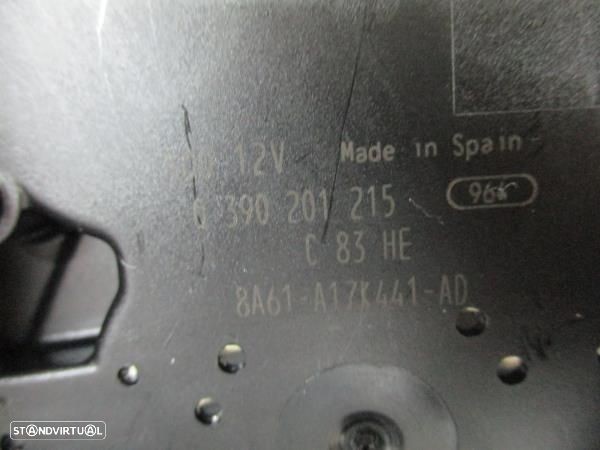 12V Made in Spain
0 390 201 215 966
C 83 HE
8A61-A17K441-AD
STANDVIRTUAL